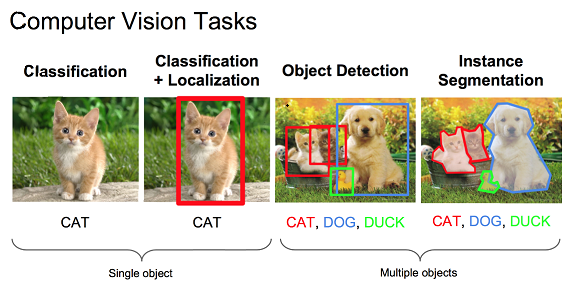 Computer Vision Tasks
Classification
Classification
+ Localization
Object Detection
Instance
Segmentation
CAT
CAT
CAT, DOG, DUCK
CAT, DOG, DUCK
Single object
Multiple objects